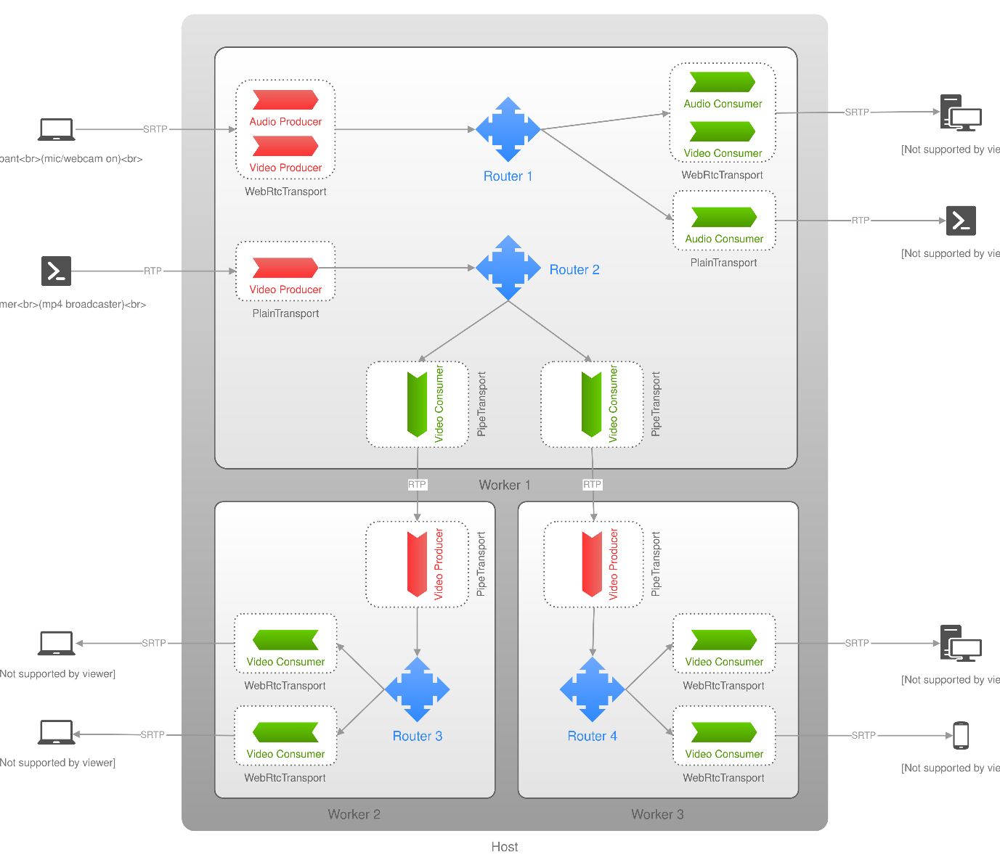 Audio Producer
Video Producer
WebRtcTransport
SRTP
pant<br>(mic/webcam on)<br>
Router 1
Audio Consumer
Video Consumer
WebRtcTransport
SRTP
[Not supported by vie
Audio Consumer
PlainTransport
RTP
[Not supported by vie
RTP
mer<br>(mp4 broadcaster)<br>
Video Producer
PlainTransport
Router 2
Video Consumer
PipeTransport
Video Consumer
PipeTransport
RTP
Worker 1
RTP
Video Producer
PipeTransport
Video Producer
PipeTransport
SRTP
Not supported by viewer]
Video Consumer
WebRtcTransport
SRTP
Not supported by viewer]
Video Consumer
WebRtcTransport
Router 3
Router 4
Video Consumer
WebRtcTransport
SRTP
[Not supported by vie
Video Consumer
WebRtcTransport
SRTP
[Not supported by vie
Worker 2
Worker 3
Host